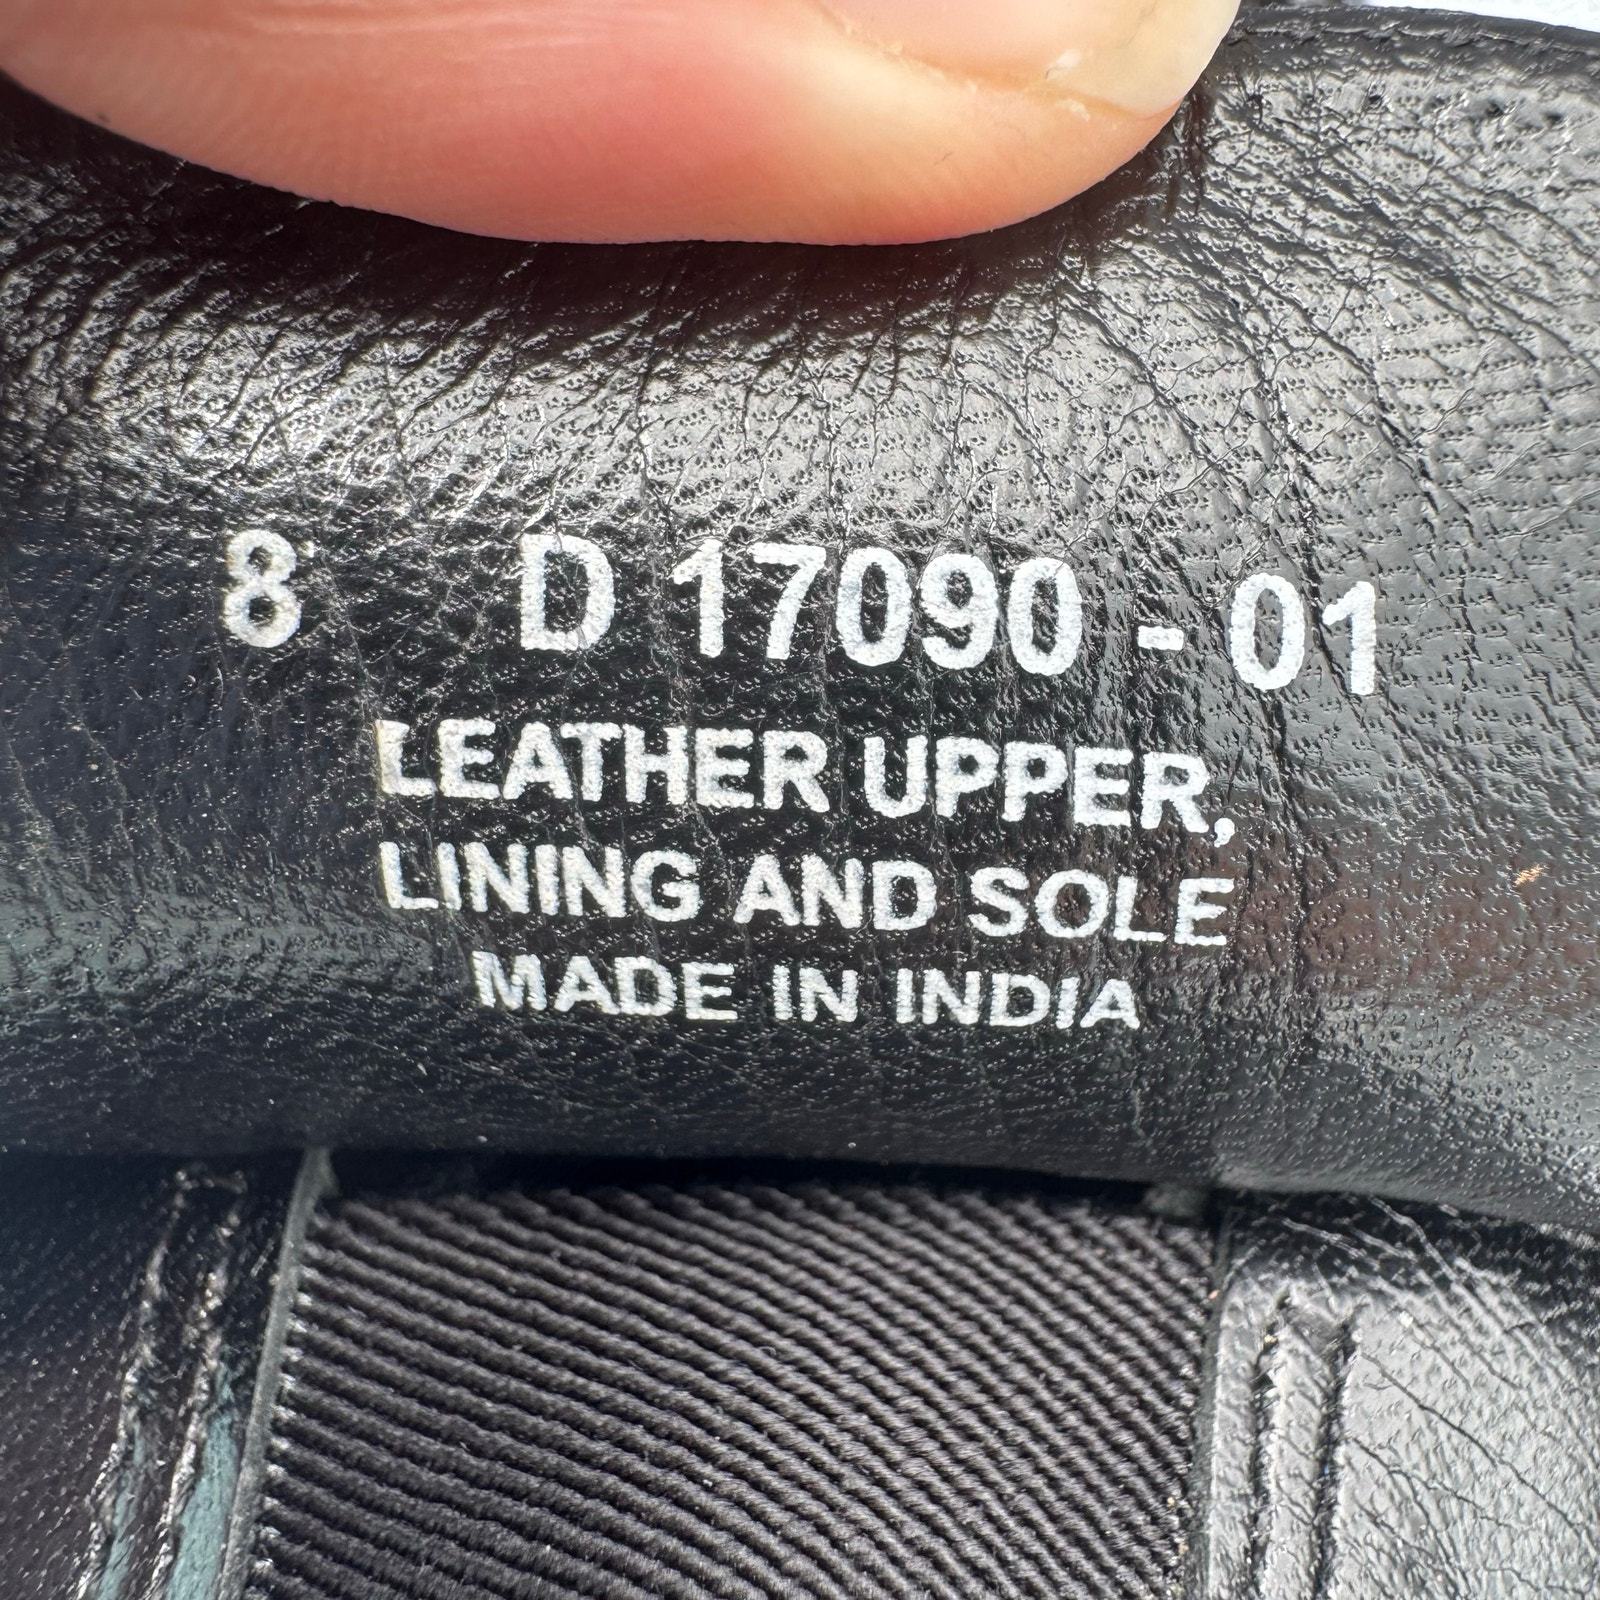 8 D 17090 - 01
LEATHER UPPER,
LINING AND SOLE
MADE IN INDIA